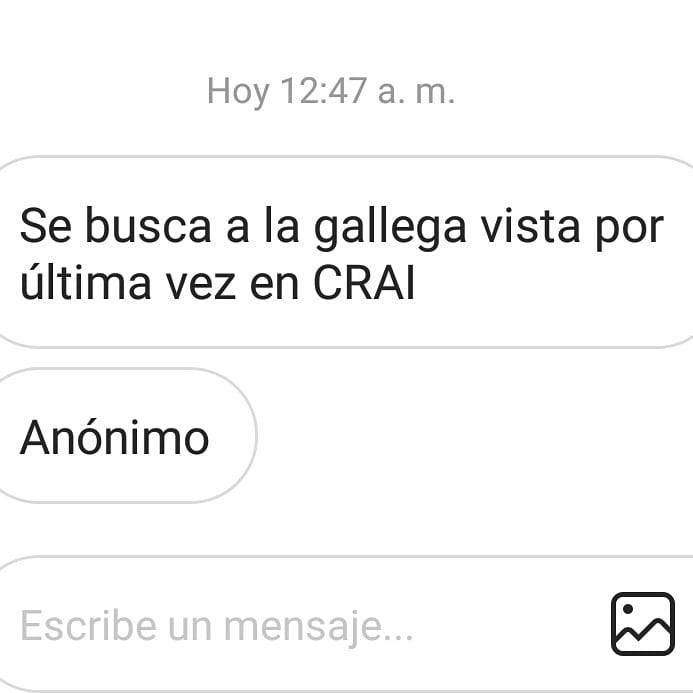 Hoy 12:47 a. m.
Se busca a la gallega vista por
última vez en CRAI
Anónimo
Escribe un mensaje...